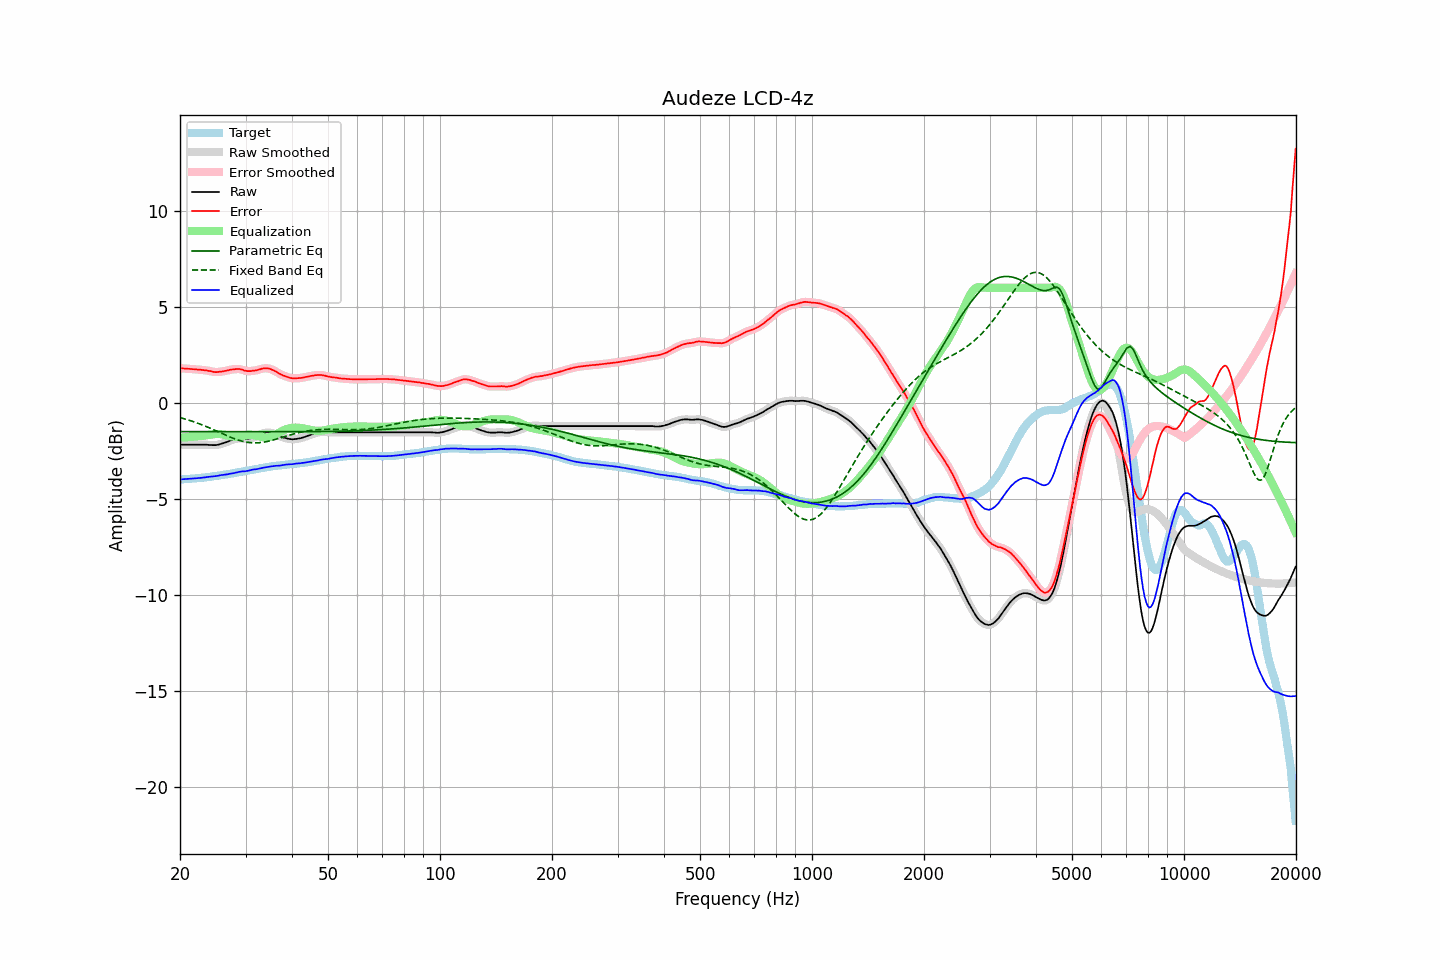 Audeze LCD-4z
Target
Raw Smoothed
Error Smoothed
Raw
Error
Equalization
Parametric Eq
Fixed Band Eq
Equalized
10
5
0
−5
−10
−15
−20
Amplitude (dBr)
20
50
100
200
500
1000
2000
5000
10000
20000
Frequency (Hz)